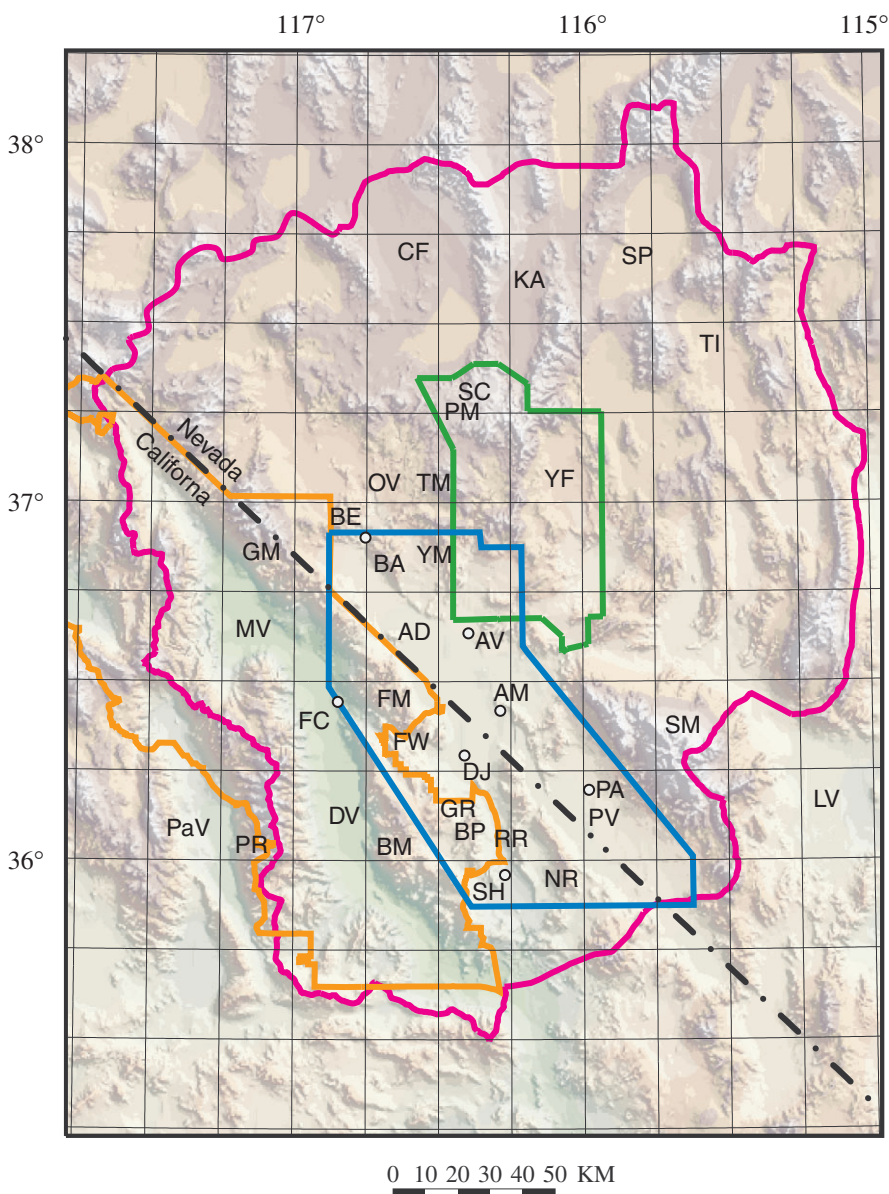 117° 116° 115°
38°
CF
SP
KA
TI
SC
PM
Nevada
Californa
OV TM YF
37°
BE
GM BA YM
MV AD AV
FM AM
FC SM
FW
DJ
PA
LV
GR
PaV DV PV
BP RR
PR BM
36°
SH NR
0 10 20 30 40 50 KM